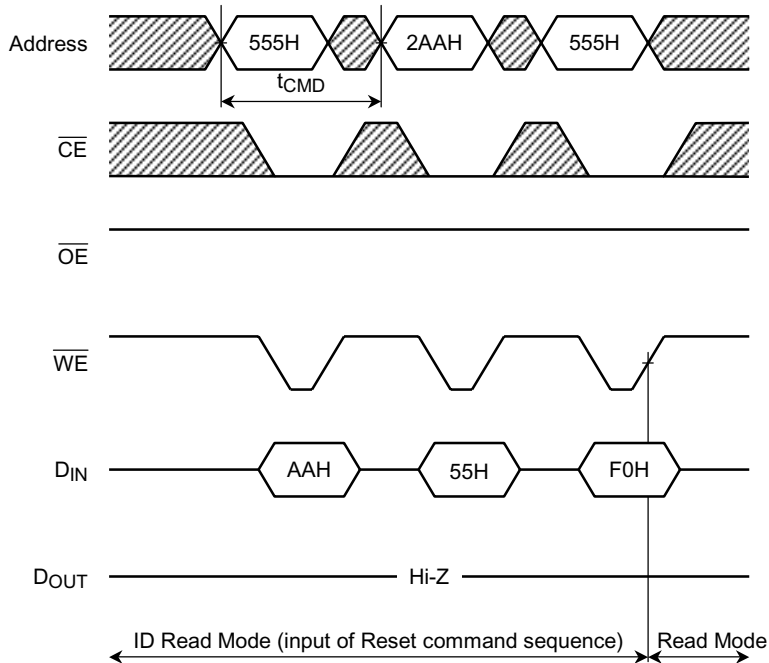 Address 555H 2AAH 555H
tCMD
CE
OE
WE
DIN AAH 55H F0H
DOUT Hi-Z
ID Read Mode (input of Reset command sequence) Read Mode